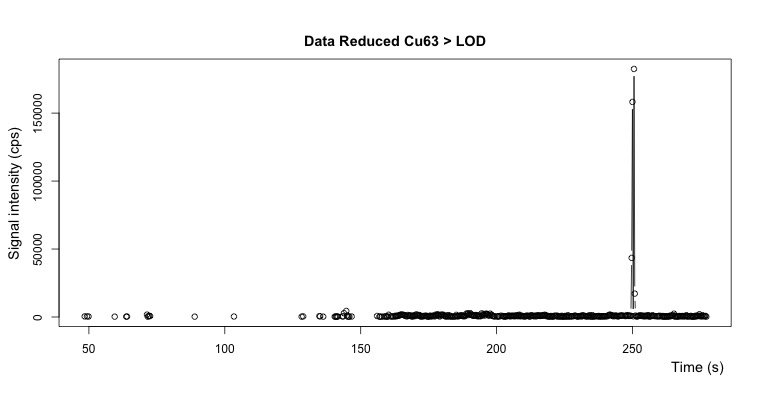 Data Reduced Cu63 > LOD
Signal intensity (cps)
150000
100000
50000
0
50 100 150 200 250
Time (s)